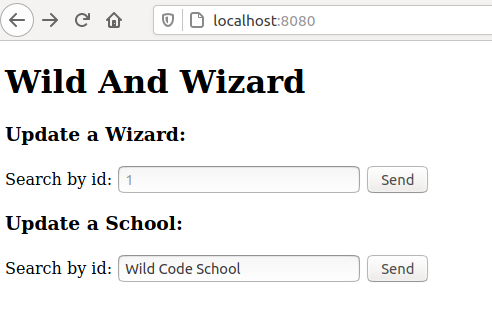 localhost:8080
Wild And Wizard
Update a Wizard:
Search by id: 1 Send
Update a School:
Search by id: Wild Code School Send